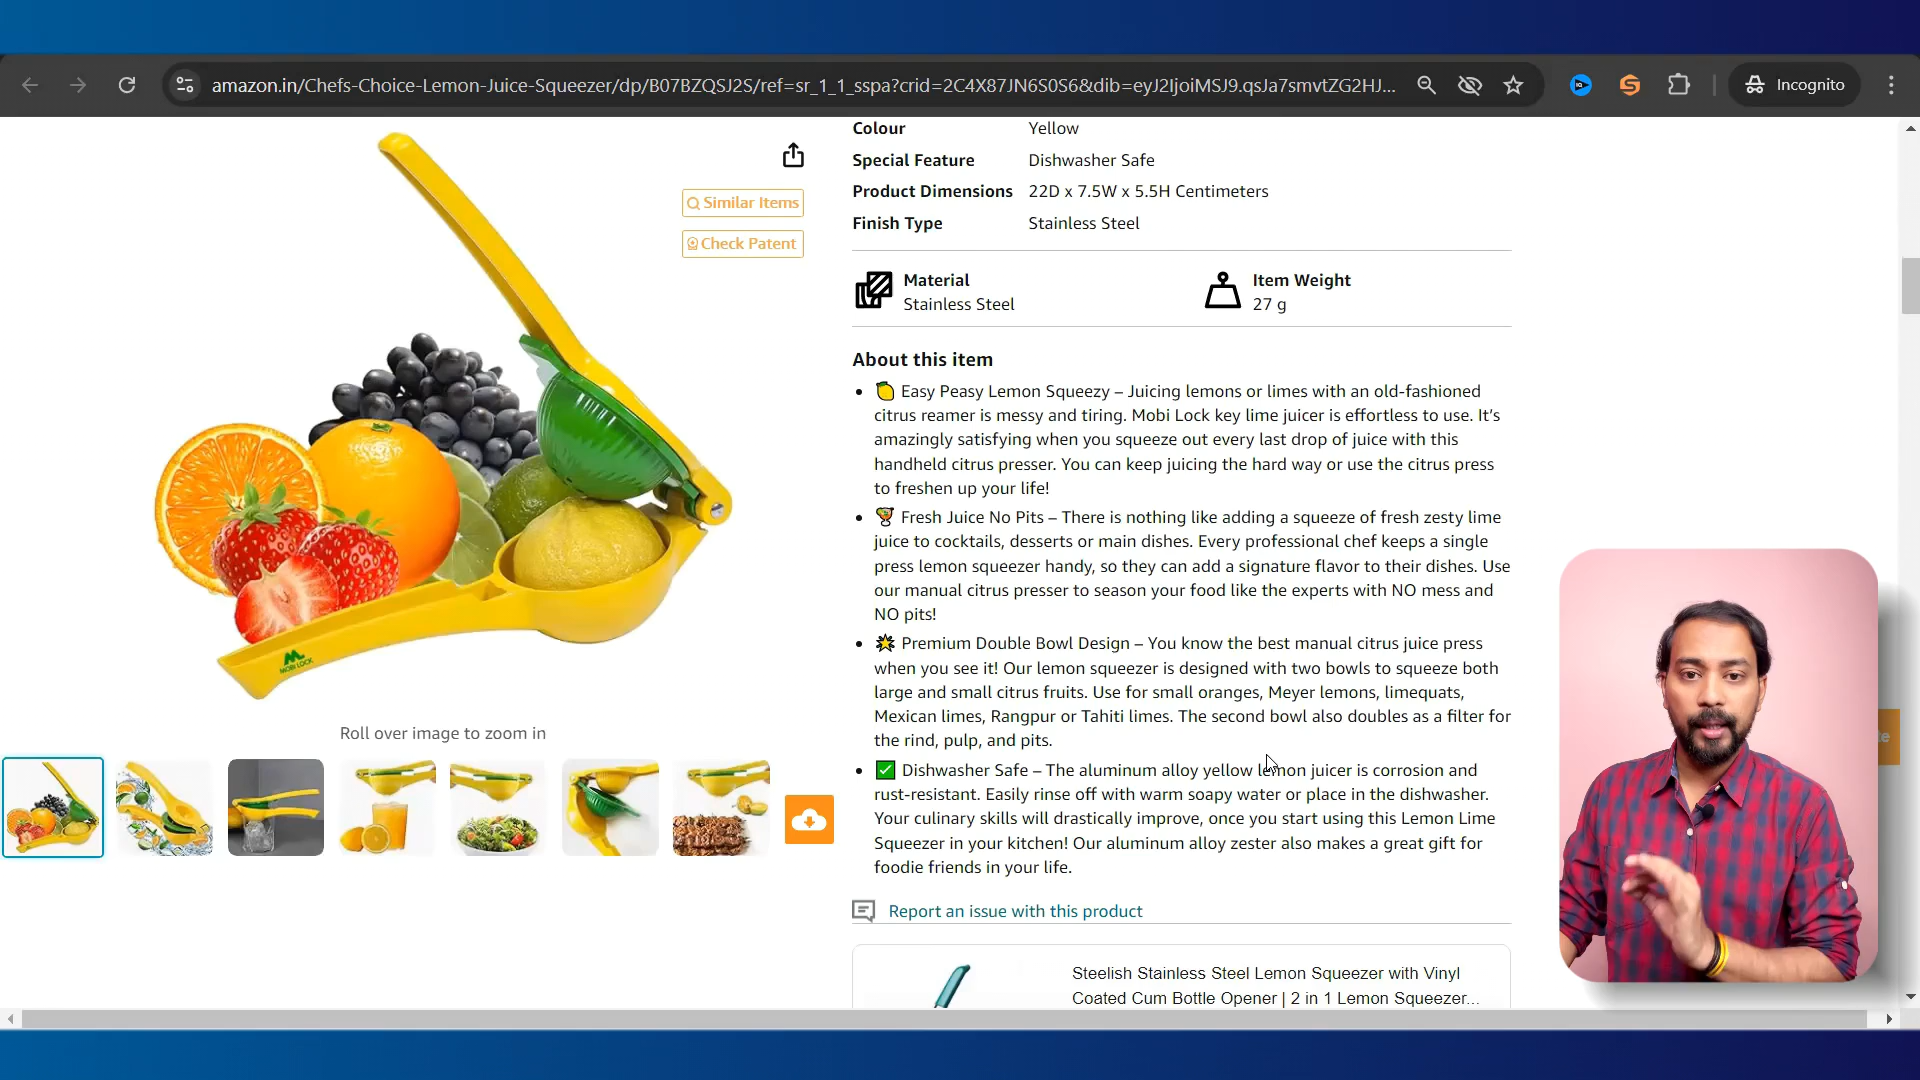 amazon.in/Chefs-Choice-Lemon-Juice-Squeezer/dp/B07BZQSJ2S/ref=sr_1_1_sspa?crid=2C4X87JN6S0S6&dib=eyJ2IjoiMSJ9.qsJa7smvtZG2HJ...
Incognito
Similar Items
Check Patent
MOBI LOCK
Roll over image to zoom in
Colour Yellow
Special Feature Dishwasher Safe
Product Dimensions 22D x 7.5W x 5.5H Centimeters
Finish Type Stainless Steel
Material
Stainless Steel
Item Weight
27 g
About this item
🍋 Easy Peasy Lemon Squeezy – Juicing lemons or limes with an old-fashioned
citrus reamer is messy and tiring. Mobi Lock key lime juicer is effortless to use. It’s
amazingly satisfying when you squeeze out every last drop of juice with this
handheld citrus presser. You can keep juicing the hard way or use the citrus press
to freshen up your life!
🍹 Fresh Juice No Pits – There is nothing like adding a squeeze of fresh zesty lime
juice to cocktails, desserts or main dishes. Every professional chef keeps a single
press lemon squeezer handy, so they can add a signature flavor to their dishes. Use
our manual citrus presser to season your food like the experts with NO mess and
NO pits!
🌟 Premium Double Bowl Design – You know the best manual citrus juice press
when you see it! Our lemon squeezer is designed with two bowls to squeeze both
large and small citrus fruits. Use for small oranges, Meyer lemons, limequats,
Mexican limes, Rangpur or Tahiti limes. The second bowl also doubles as a filter for
the rind, pulp, and pits.
✅ Dishwasher Safe – The aluminum alloy yellow lemon juicer is corrosion and
rust-resistant. Easily rinse off with warm soapy water or place in the dishwasher.
Your culinary skills will drastically improve, once you start using this Lemon Lime
Squeezer in your kitchen! Our aluminum alloy zester also makes a great gift for
foodie friends in your life.
Report an issue with this product
Steelish Stainless Steel Lemon Squeezer with Vinyl
Coated Cum Bottle Opener | 2 in 1 Lemon Squeezer...